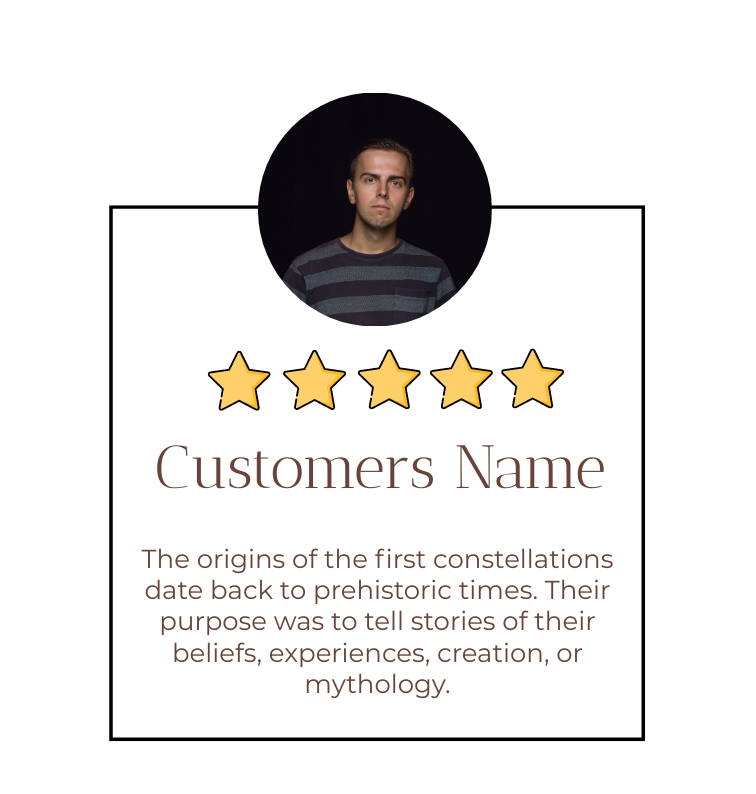 Customers Name
The origins of the first constellations
date back to prehistoric times. Their
purpose was to tell stories of their
beliefs, experiences, creation, or
mythology.